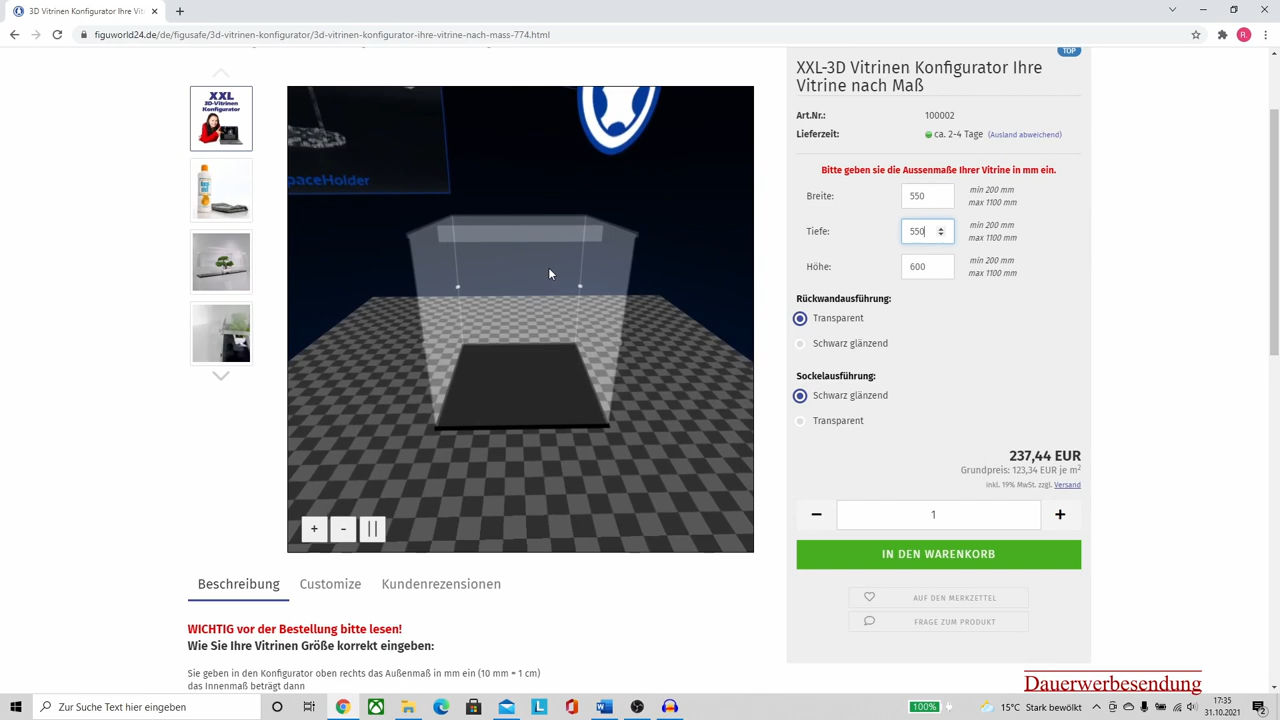 3D Vitrinen Konfigurator Ihre Vit
figuworld24.de/de/figusafe/3d-vitrinen-konfigurator/3d-vitrinen-konfigurator-ihre-vitrine-nach-mass-774.html
R.
XXL
3D-Vitrinen
Konfigurator
paceHolder
TOP
XXL-3D Vitrinen Konfigurator Ihre
Vitrine nach Maß
Art.Nr.: 100002
Lieferzeit: ca. 2-4 Tage (Ausland abweichend)
Bitte geben sie die Aussenmaße Ihrer Vitrine in mm ein.
Breite: 550 min 200 mm
max 1100 mm
Tiefe: 550 min 200 mm
max 1100 mm
Höhe: 600 min 200 mm
max 1100 mm
Rückwandausführung:
Transparent
Schwarz glänzend
Sockelausführung:
Schwarz glänzend
Transparent
237,44 EUR
Grundpreis: 123,34 EUR je m²
inkl. 19% MwSt. zzgl. Versand
1
IN DEN WARENKORB
AUF DEN MERKZETTEL
FRAGE ZUM PRODUKT
+ -
Beschreibung Customize Kundenrezensionen
WICHTIG vor der Bestellung bitte lesen!
Wie Sie Ihre Vitrinen Größe korrekt eingeben:
Sie geben in den Konfigurator oben rechts das Außenmaß in mm ein (10 mm = 1 cm)
das Innenmaß beträgt dann
Dauerwerbesendung
Zur Suche Text hier eingeben
100%
15°C Stark bewölkt
17:35
31.10.2021